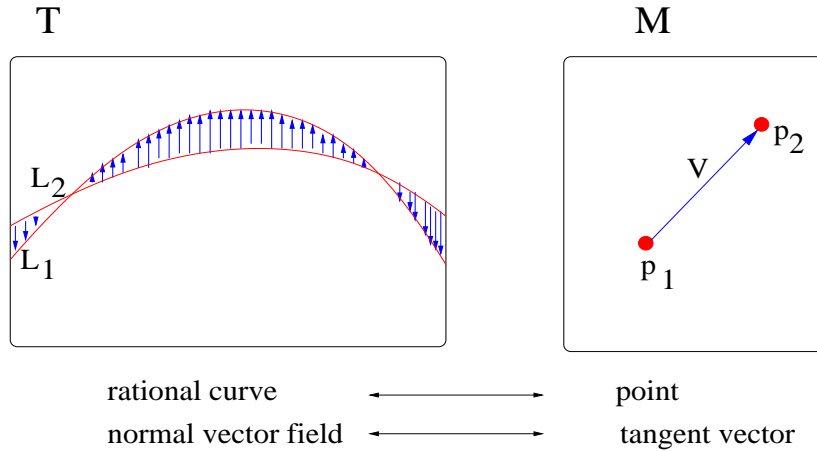 T M
L2
L1
V
p2
p1
rational curve point
normal vector field tangent vector